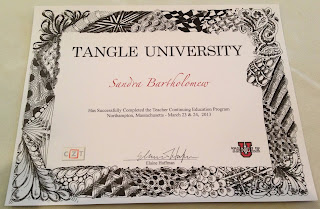 TANGLE UNIVERSITY
Sandra Bartholomew
Has Successfully Completed the Teacher Continuing Education Program
Northampton, Massachusetts - March 23 & 24, 2013
Elaine Huffman
CZT
U